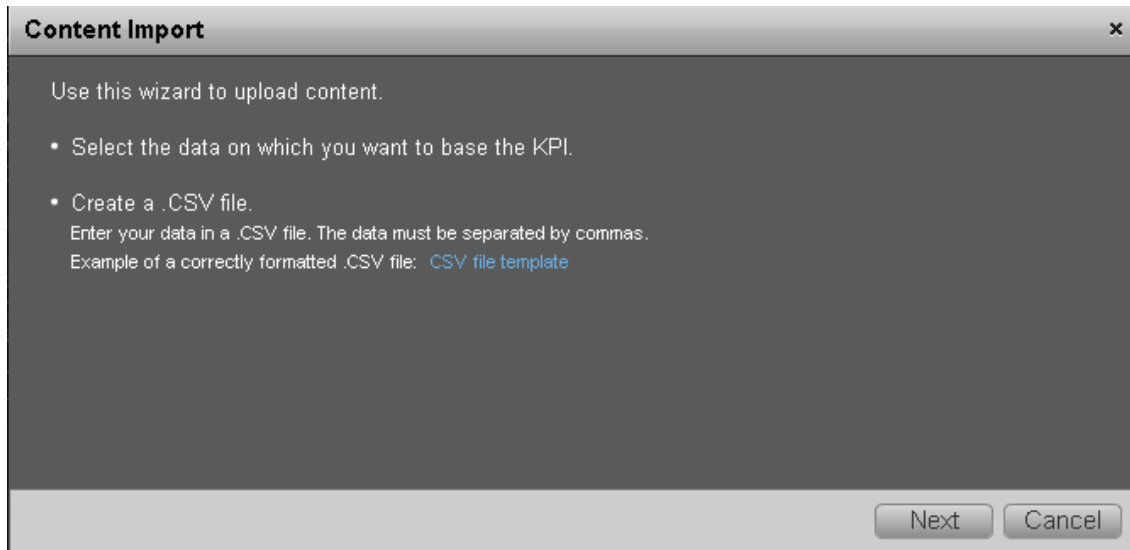 Content Import
×
Use this wizard to upload content.
• Select the data on which you want to base the KPI.
• Create a .CSV file.
Enter your data in a .CSV file. The data must be separated by commas.
Example of a correctly formatted .CSV file: CSV file template
Next Cancel